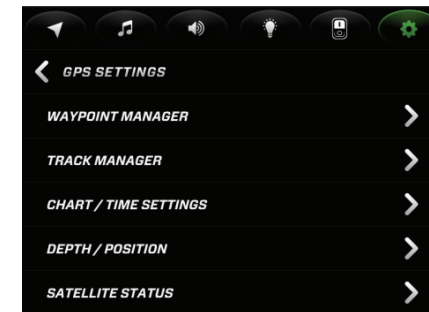 GPS SETTINGS
WAYPOINT MANAGER
TRACK MANAGER
CHART / TIME SETTINGS
DEPTH / POSITION
SATELLITE STATUS